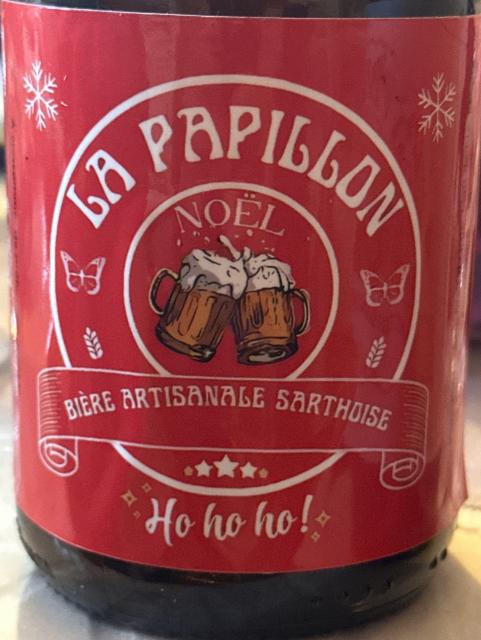 LA PAPILLON
NOËL
BIÈRE ARTISANALE SARTHOISE
Ho ho ho!